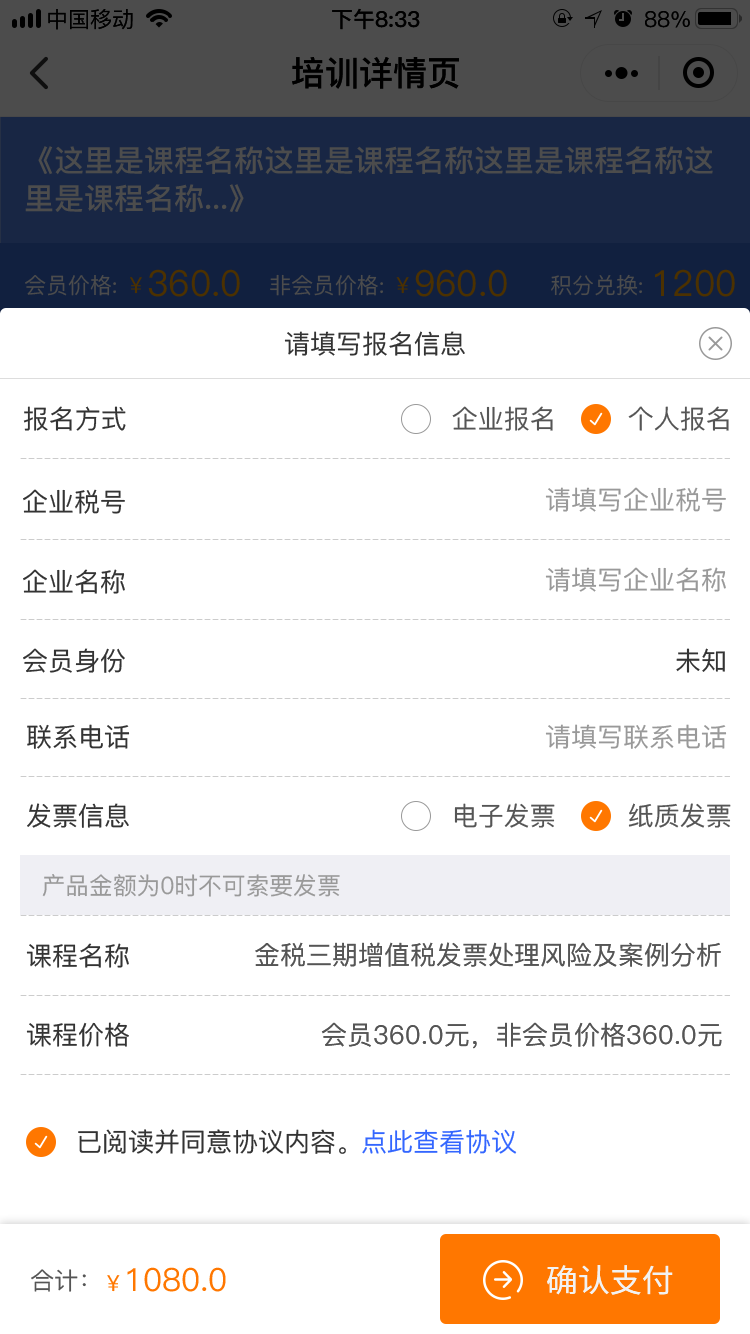 中国移动 下午8:33 88%
培训详情页
《这里是课程名称这里是课程名称这里是课程名称这
里是课程名称...》
会员价格: ¥360.0 非会员价格: ¥960.0 积分兑换: 1200
请填写报名信息
报名方式 企业报名 个人报名
企业税号 请填写企业税号
企业名称 请填写企业名称
会员身份 未知
联系电话 请填写联系电话
发票信息 电子发票 纸质发票
产品金额为0时不可索要发票
课程名称 金税三期增值税发票处理风险及案例分析
课程价格 会员360.0元，非会员价格360.0元
已阅读并同意协议内容。点此查看协议
合计： ¥1080.0 确认支付